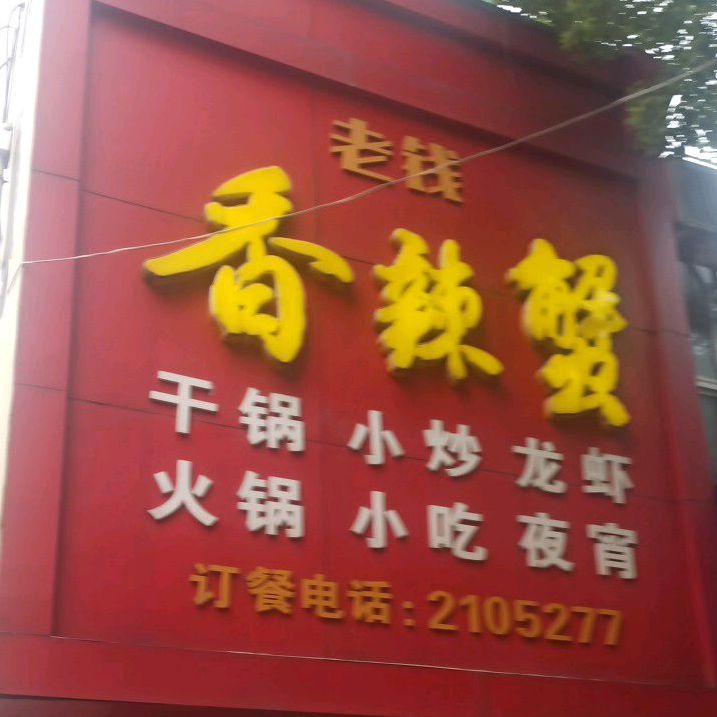 老钱
香辣蟹
干锅 小炒 龙虾
火锅 小吃 夜宵
订餐电话:2105277